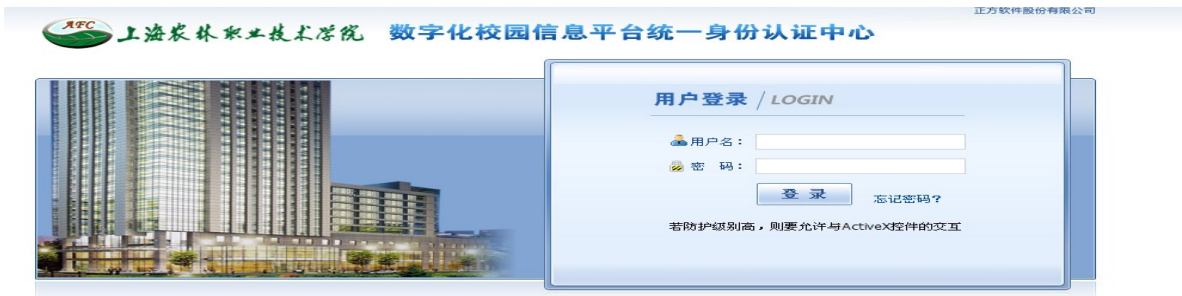 正方软件股份有限公司
AFC 上海农林职业技术学院 数字化校园信息平台统一身份认证中心
用户登录 / LOGIN
用户名：
密 码：
登 录 忘记密码?
若防护级别高，则要允许与ActiveX控件的交互